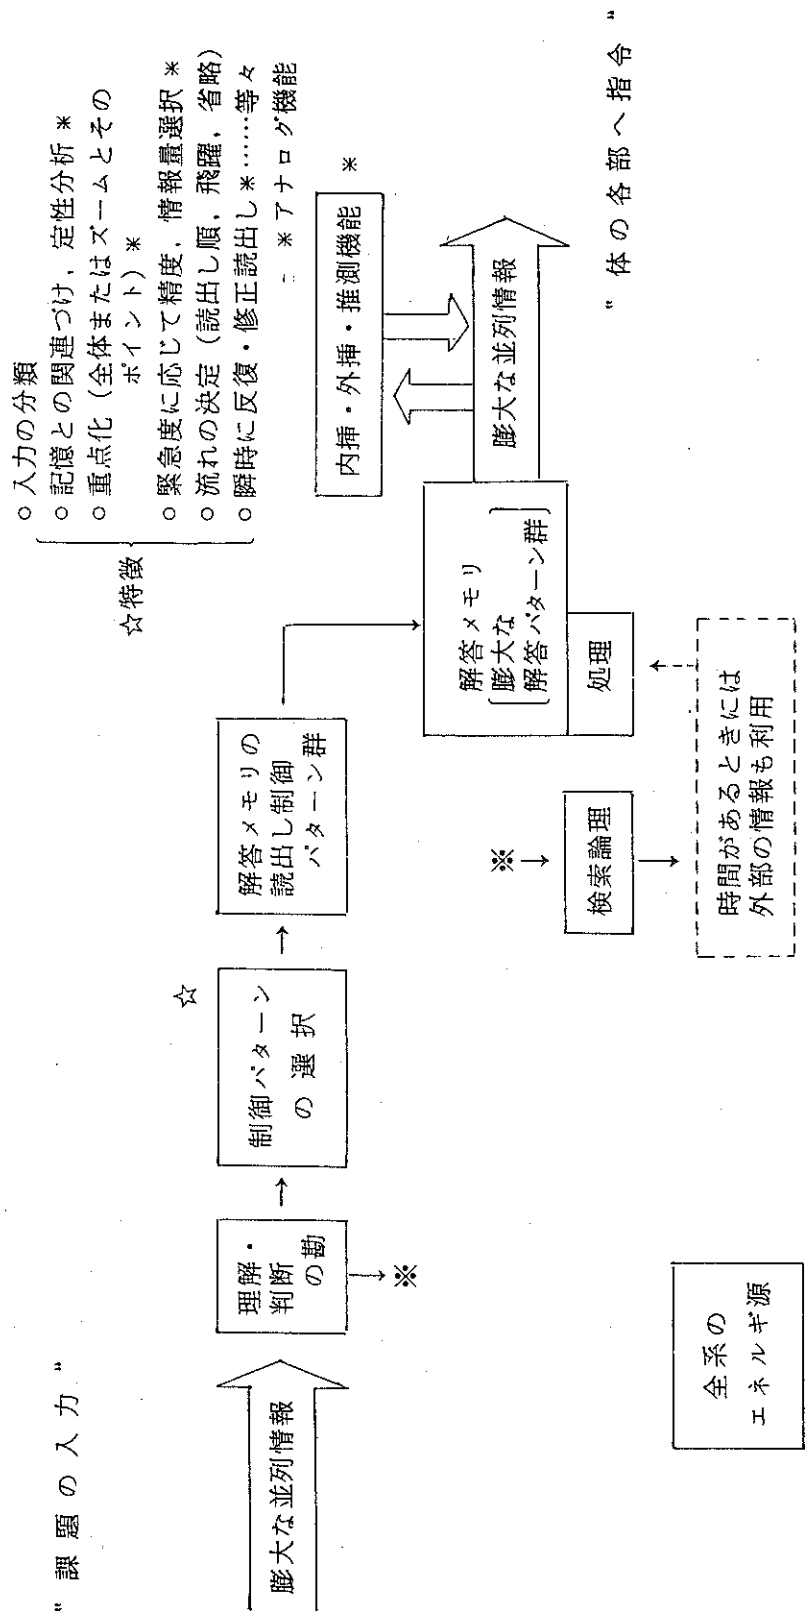 " 課 題 の 入 力 "
膨大な並列情報
理解・
判断
の勘
※
制御パターン
の 選 択
☆
解答メモリの
読出し制御
パターン群
☆特徴
○ 入力の分類
○ 記憶との関連づけ，定性分析 *
○ 重点化（全体またはズームとその
ポイント）*
○ 緊急度に応じて精度，情報量選択 *
○ 流れの決定（読出し順，飛躍，省略）
○ 瞬時に反復・修正読出し *……等々
: * アナログ機能
内挿・外挿・推測機能
*
解答メモリ
膨大な
解答パターン群
処理
膨大な並列情報
" 体 の 各 部 へ 指 令 "
※
検索論理
時間があるときには
外部の情報も利用
全系の
エネルギ源